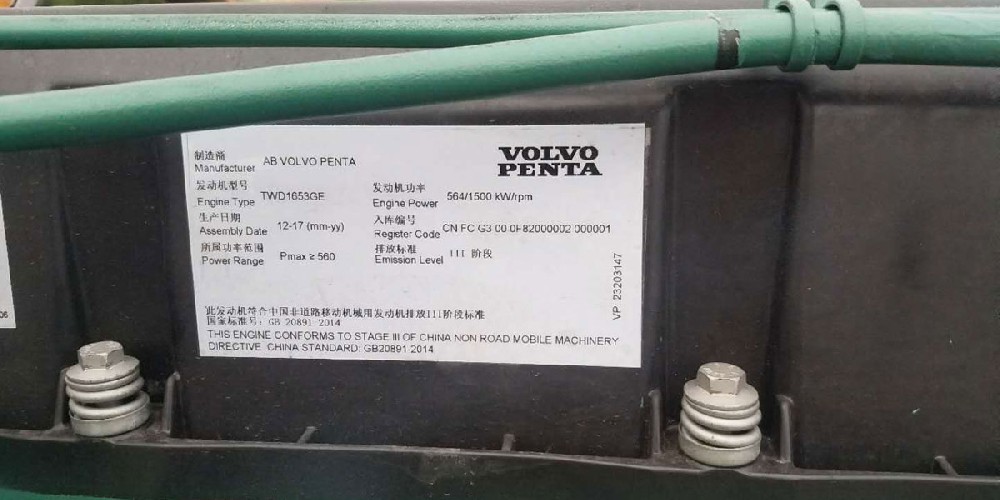 制造商
Manufacturer AB VOLVO PENTA
VOLVO
PENTA
发动机型号
Engine Type TWD1653GE
发动机功率
Engine Power 564/1500 kW/rpm
生产日期
Assembly Date 12-17 (mm-yy)
入库编号
Register Code CN FC G3 00 0F82000002 000001
所属功率范围
Power Range Pmax ≥ 560
排放标准
Emission Level III 阶段
VP 23203147
此发动机符合中国非道路移动机械用发动机排放III阶段标准
国家标准号: GB 20891-2014
THIS ENGINE CONFORMS TO STAGE III OF CHINA NON ROAD MOBILE MACHINERY
DIRECTIVE, CHINA STANDARD: GB20891-2014
06